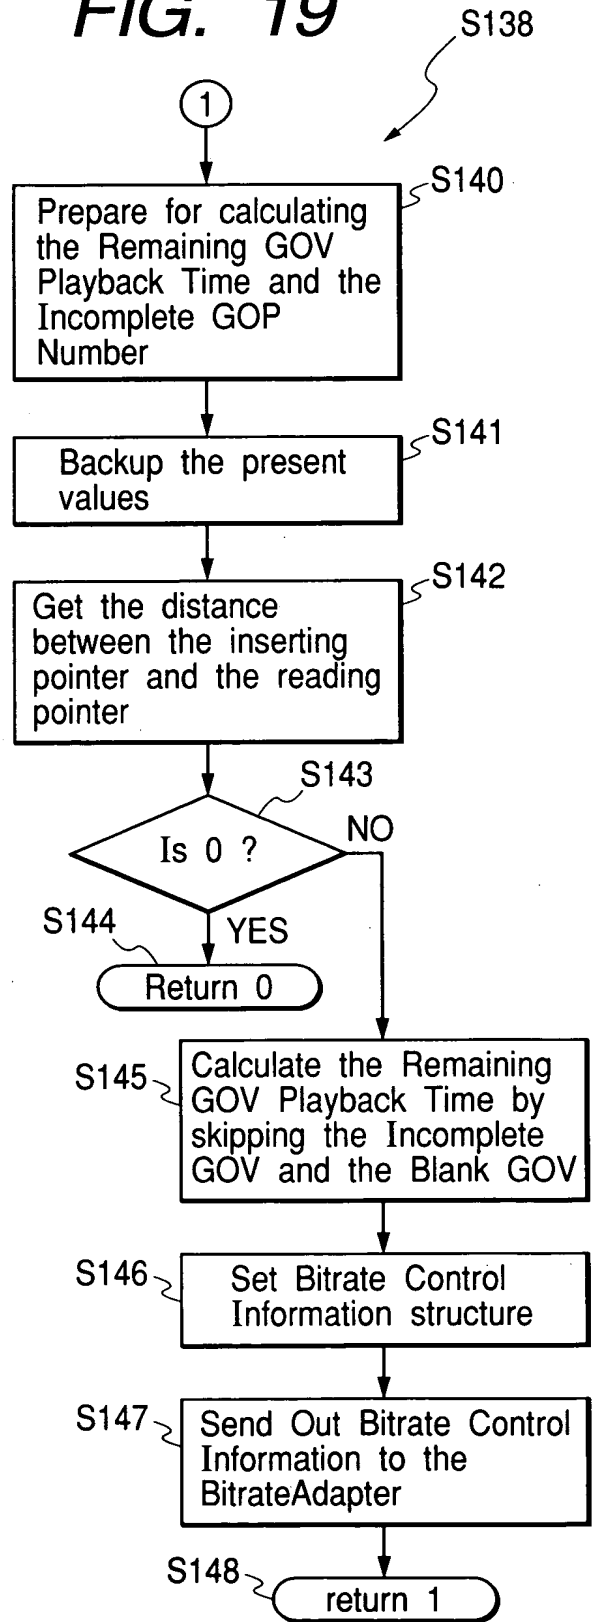 FIG. 19
S138
1
S140
Prepare for calculating
the Remaining GOV
Playback Time and the
Incomplete GOP
Number
S141
Backup the present
values
S142
Get the distance
between the inserting
pointer and the reading
pointer
S143
Is 0 ?
NO
S144
YES
Return 0
S145
Calculate the Remaining
GOV Playback Time by
skipping the Incomplete
GOV and the Blank GOV
S146
Set Bitrate Control
Information structure
S147
Send Out Bitrate Control
Information to the
BitrateAdapter
S148
return 1